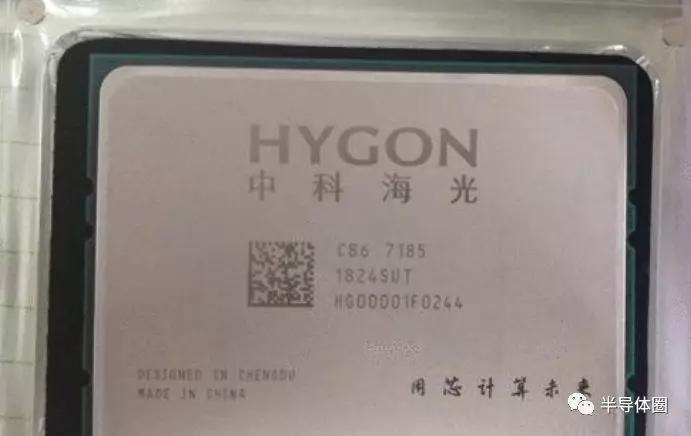 HYGON
中科海光
C86 7185
1824SUT
HG00001F0244
DESIGNED IN CHENGDU
MADE IN CHINA
用芯计算未来
半导体圈